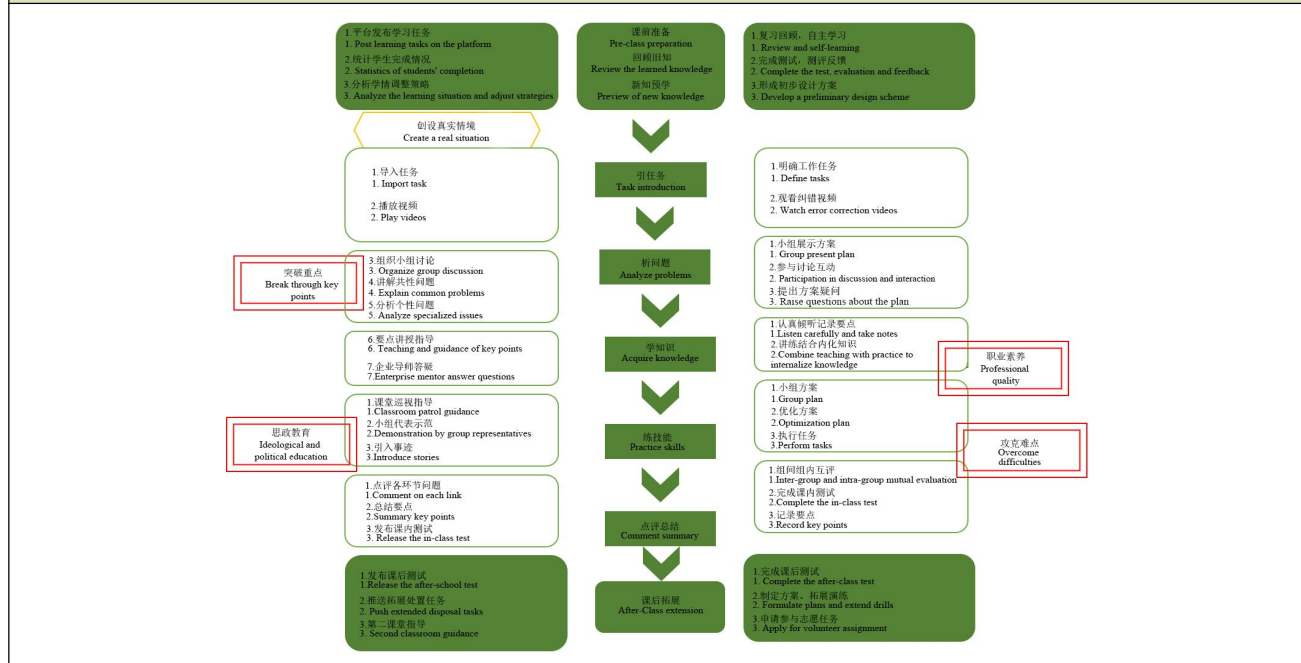 1.平台发布学习任务
1. Post learning tasks on the platform
2.统计学生完成情况
2. Statistics of students' completion
3.分析学情调整策略
3. Analyze the learning situation and adjust strategies
课前准备
Pre-class preparation
回顾旧知
Review the learned knowledge
新知预学
Preview of new knowledge
1.复习回顾，自主学习
1. Review and self-learning
2.完成测试，测评反馈
2. Complete the test, evaluation and feedback
3.形成初步设计方案
3. Develop a preliminary design scheme
创设真实情境
Create a real situation
1.导入任务
1. Import task
2.播放视频
2. Play videos
引任务
Task introduction
1.明确工作任务
1. Define tasks
2.观看纠错视频
2. Watch error correction videos
突破重点
Break through key
points
3.组织小组讨论
3. Organize group discussion
4.讲解共性问题
4. Explain common problems
5.分析个性问题
5. Analyze specialized issues
析问题
Analyze problems
1.小组展示方案
1. Group present plan
2.参与讨论互动
2. Participation in discussion and interaction
3.提出方案疑问
3. Raise questions about the plan
6.要点讲授指导
6. Teaching and guidance of key points
7.企业导师答疑
7.Enterprise mentor answer questions
学知识
Acquire knowledge
1.认真倾听记录要点
1.Listen carefully and take notes
2.讲练结合内化知识
2.Combine teaching with practice to
internalize knowledge
职业素养
Professional
quality
思政教育
Ideological and
political education
1.课堂巡视指导
1.Classroom patrol guidance
2.小组代表示范
2.Demonstration by group representatives
3.引入事迹
3.Introduce stories
练技能
Practice skills
1.小组方案
1.Group plan
2.优化方案
2.Optimization plan
3.执行任务
3.Perform tasks
攻克难点
Overcome
difficulties
1.点评各环节问题
1.Comment on each link
2.总结要点
2.Summary key points
3.发布课内测试
3. Release the in-class test
点评总结
Comment summary
1.组间组内互评
1.Inter-group and intra-group mutual evaluation
2.完成课内测试
2.Complete the in-class test
3.记录要点
3.Record key points
1.发布课后测试
1.Release the after-school test
2.推送拓展处置任务
2. Push extended disposal tasks
3.第二课堂指导
3. Second classroom guidance
课后拓展
After-Class extension
1.完成课后测试
1. Complete the after-class test
2.制定方案、拓展演练
2. Formulate plans and extend drills
3.申请参与志愿任务
3. Apply for volunteer assignment